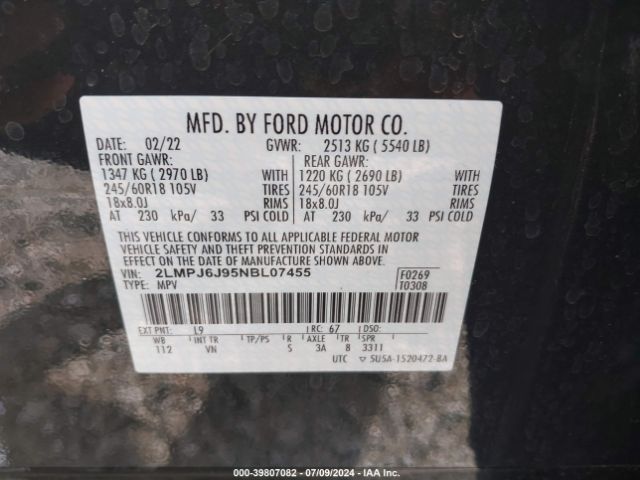 MFD. BY FORD MOTOR CO.
DATE: 02/22 GVWR: 2513 KG ( 5540 LB)
FRONT GAWR: REAR GAWR:
1347 KG ( 2970 LB) WITH 1220 KG ( 2690 LB) WITH
245/60R18 105V TIRES 245/60R18 105V TIRES
18x8.0J RIMS 18x8.0J RIMS
AT 230 kPa/ 33 PSI COLD AT 230 kPa/ 33 PSI COLD
THIS VEHICLE CONFORMS TO ALL APPLICABLE FEDERAL MOTOR
VEHICLE SAFETY AND THEFT PREVENTION STANDARDS IN
EFFECT ON THE DATE OF MANUFACTURE SHOWN ABOVE.
VIN: 2LMPJ6J95NBL07455 F0269
TYPE: MPV T0308
EXT PNT: L9 RC: 67 DSO:
WB INT TR TP/PS R AXLE TR SPR
112 VN S 3A 8 3311
UTC ▽ 5U5A-1520472-BA
000-39807082 - 07/09/2024 - IAA Inc.